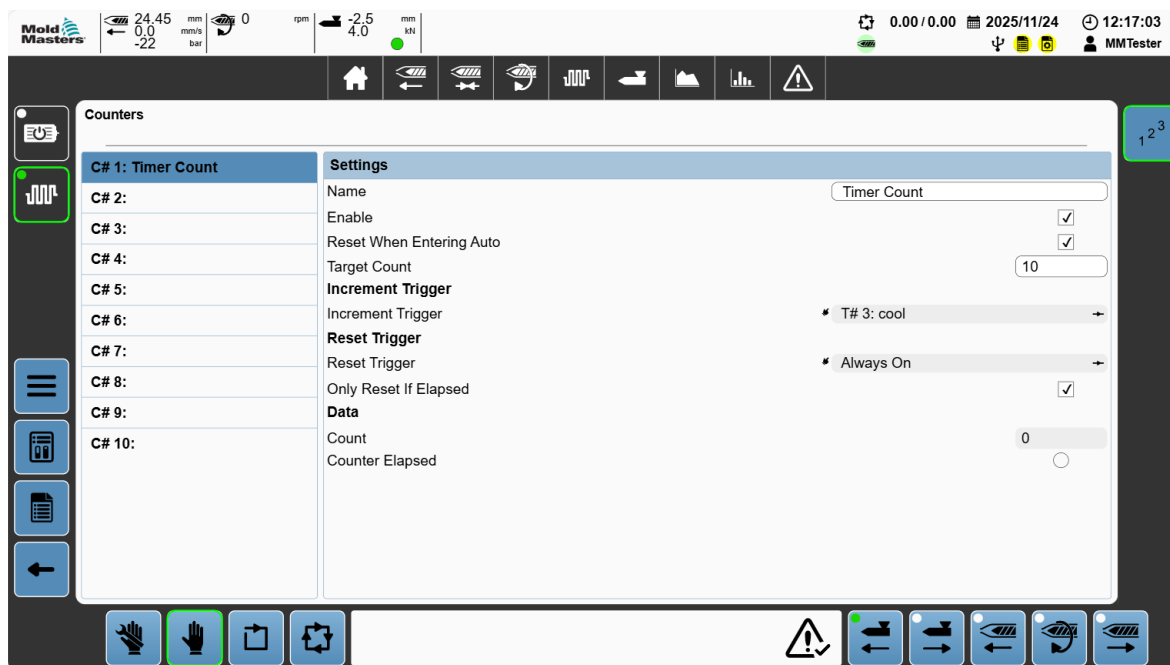 Mold
Masters
24.45 mm
0.0 mm/s
-22 bar
0 rpm
-2.5 mm
4.0 kN
0.00 / 0.00
2025/11/24
12:17:03
MMTester
Counters
1 2 3
C# 1: Timer Count
C# 2:
C# 3:
C# 4:
C# 5:
C# 6:
C# 7:
C# 8:
C# 9:
C# 10:
Settings
Name Timer Count
Enable
Reset When Entering Auto
Target Count 10
Increment Trigger
Increment Trigger T# 3: cool
Reset Trigger
Reset Trigger Always On
Only Reset If Elapsed
Data
Count 0
Counter Elapsed